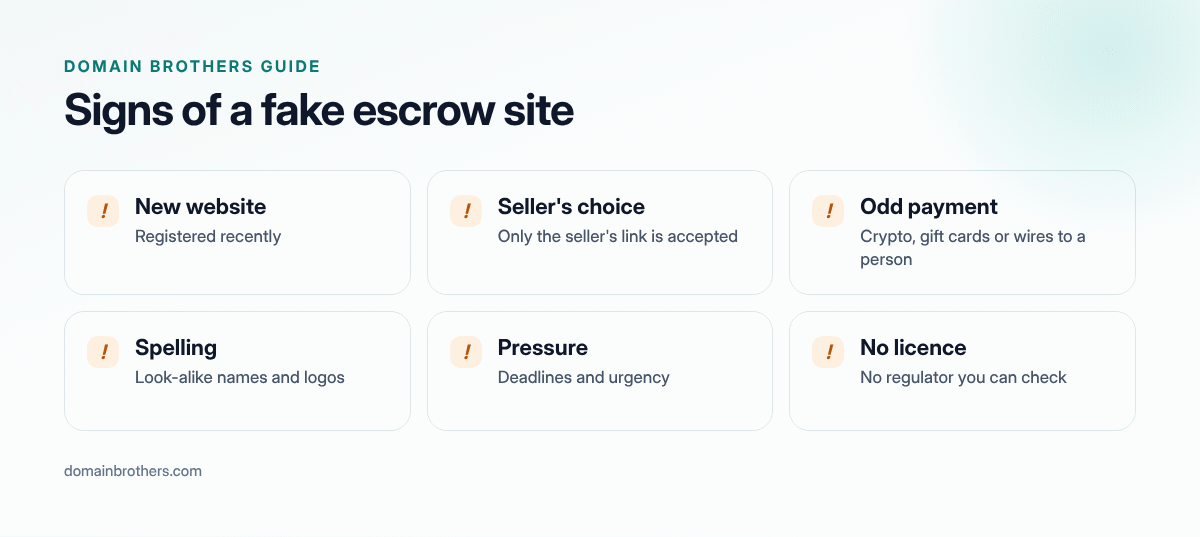 DOMAIN BROTHERS GUIDE
Signs of a fake escrow site
! New website
Registered recently
! Seller's choice
Only the seller's link is accepted
! Odd payment
Crypto, gift cards or wires to a
person
! Spelling
Look-alike names and logos
! Pressure
Deadlines and urgency
! No licence
No regulator you can check
domainbrothers.com